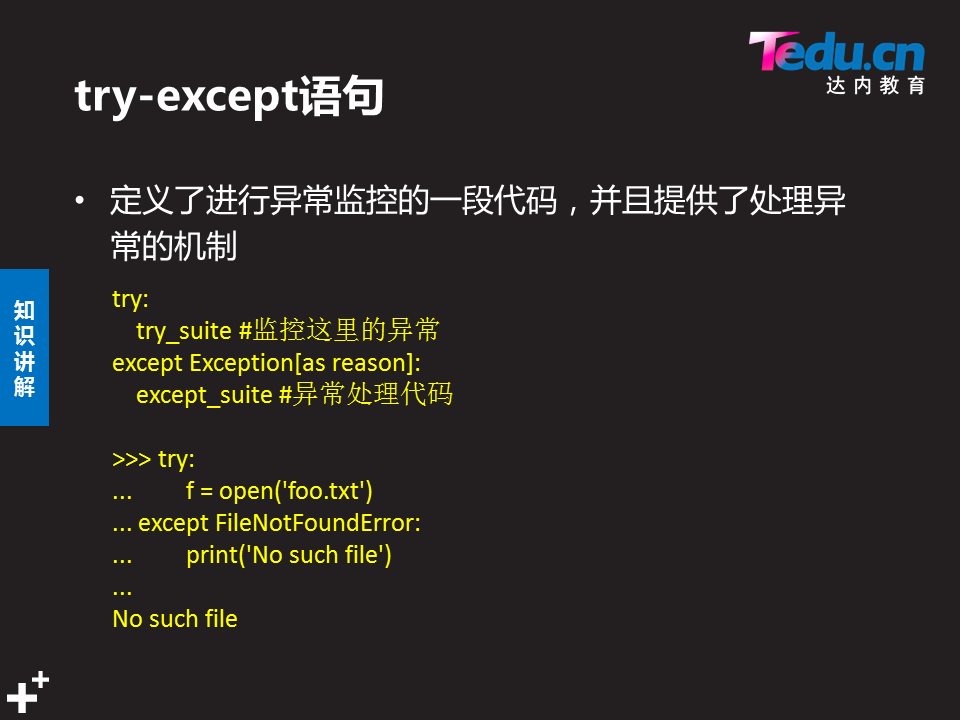 Tedu.cn
达内教育
try-except语句
• 定义了进行异常监控的一段代码，并且提供了处理异
常的机制
知识讲解
try:
    try_suite #监控这里的异常
except Exception[as reason]:
    except_suite #异常处理代码
>>> try:
...        f = open('foo.txt')
... except FileNotFoundError:
...        print('No such file')
...
No such file